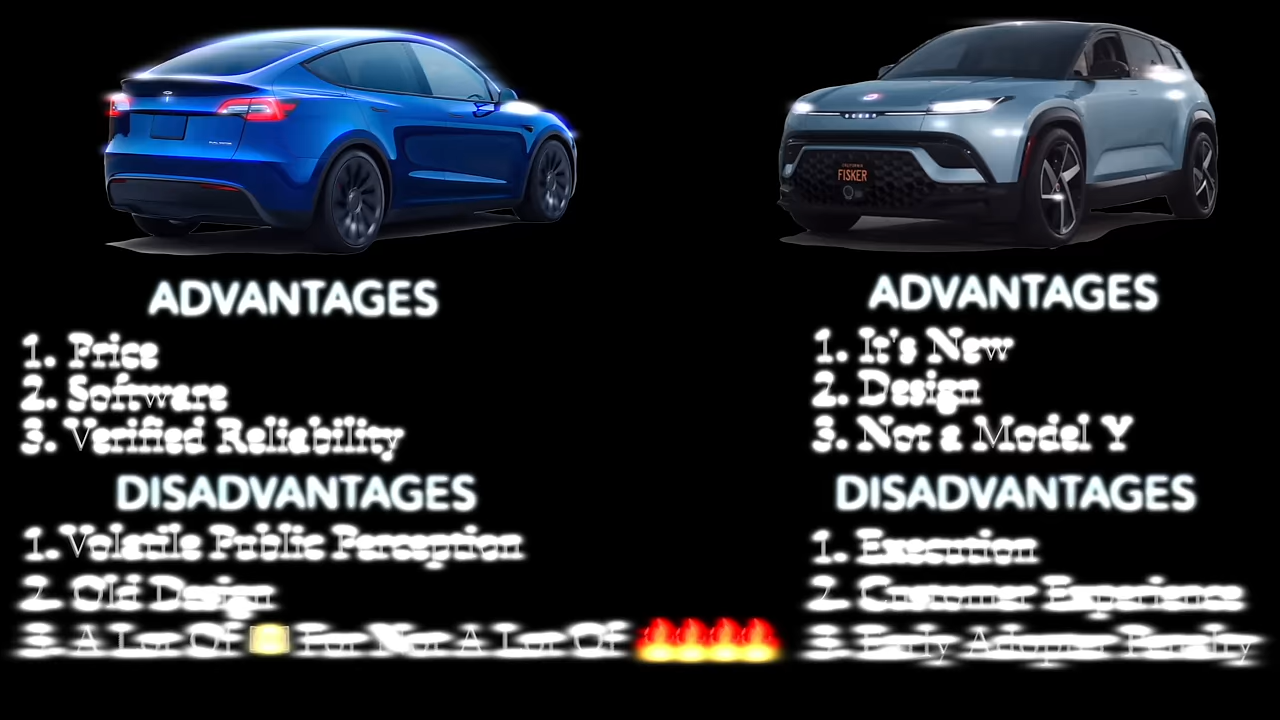 FISKER
ADVANTAGES
1. Price
2. Software
3. Verified Reliability
DISADVANTAGES
1. Volatile Public Perception
2. Old Design
3. A Lot Of For Not A Lot Of 🔥🔥🔥🔥
ADVANTAGES
1. It's New
2. Design
3. Not a Model Y
DISADVANTAGES
1. Execution
2. Customer Experience
3. Early Adopter Penalty